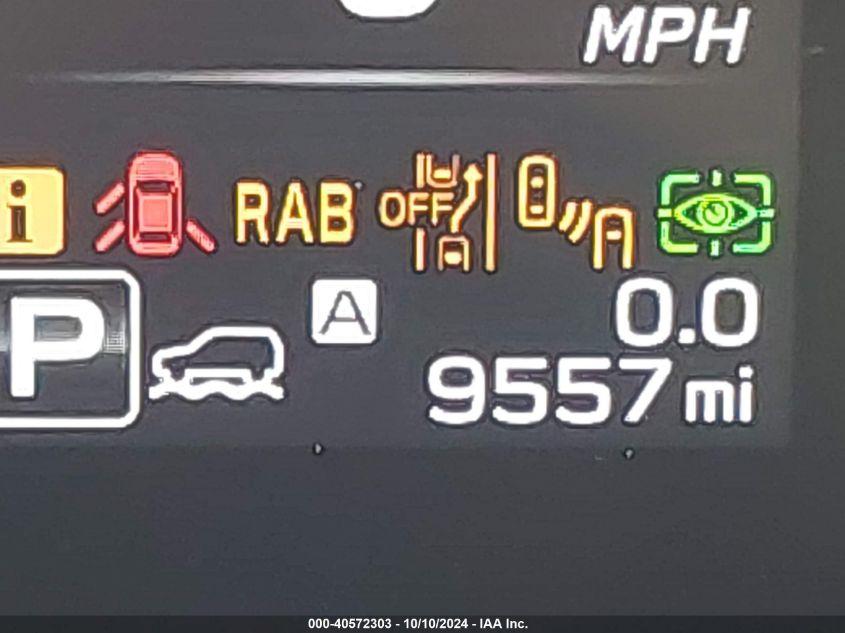 MPH
i
RAB
OFF
P
A
0.0
9557 mi
000-40572303 - 10/10/2024 - IAA Inc.